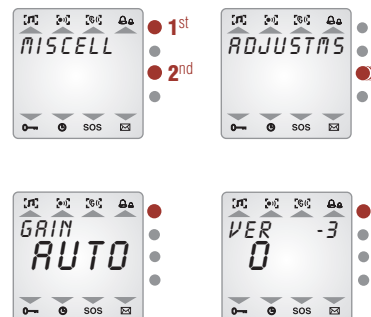 MISCELL
1st
2nd
SOS
ADJUSTMS
SOS
GAIN
AUTO
SOS
VER -3
0
SOS